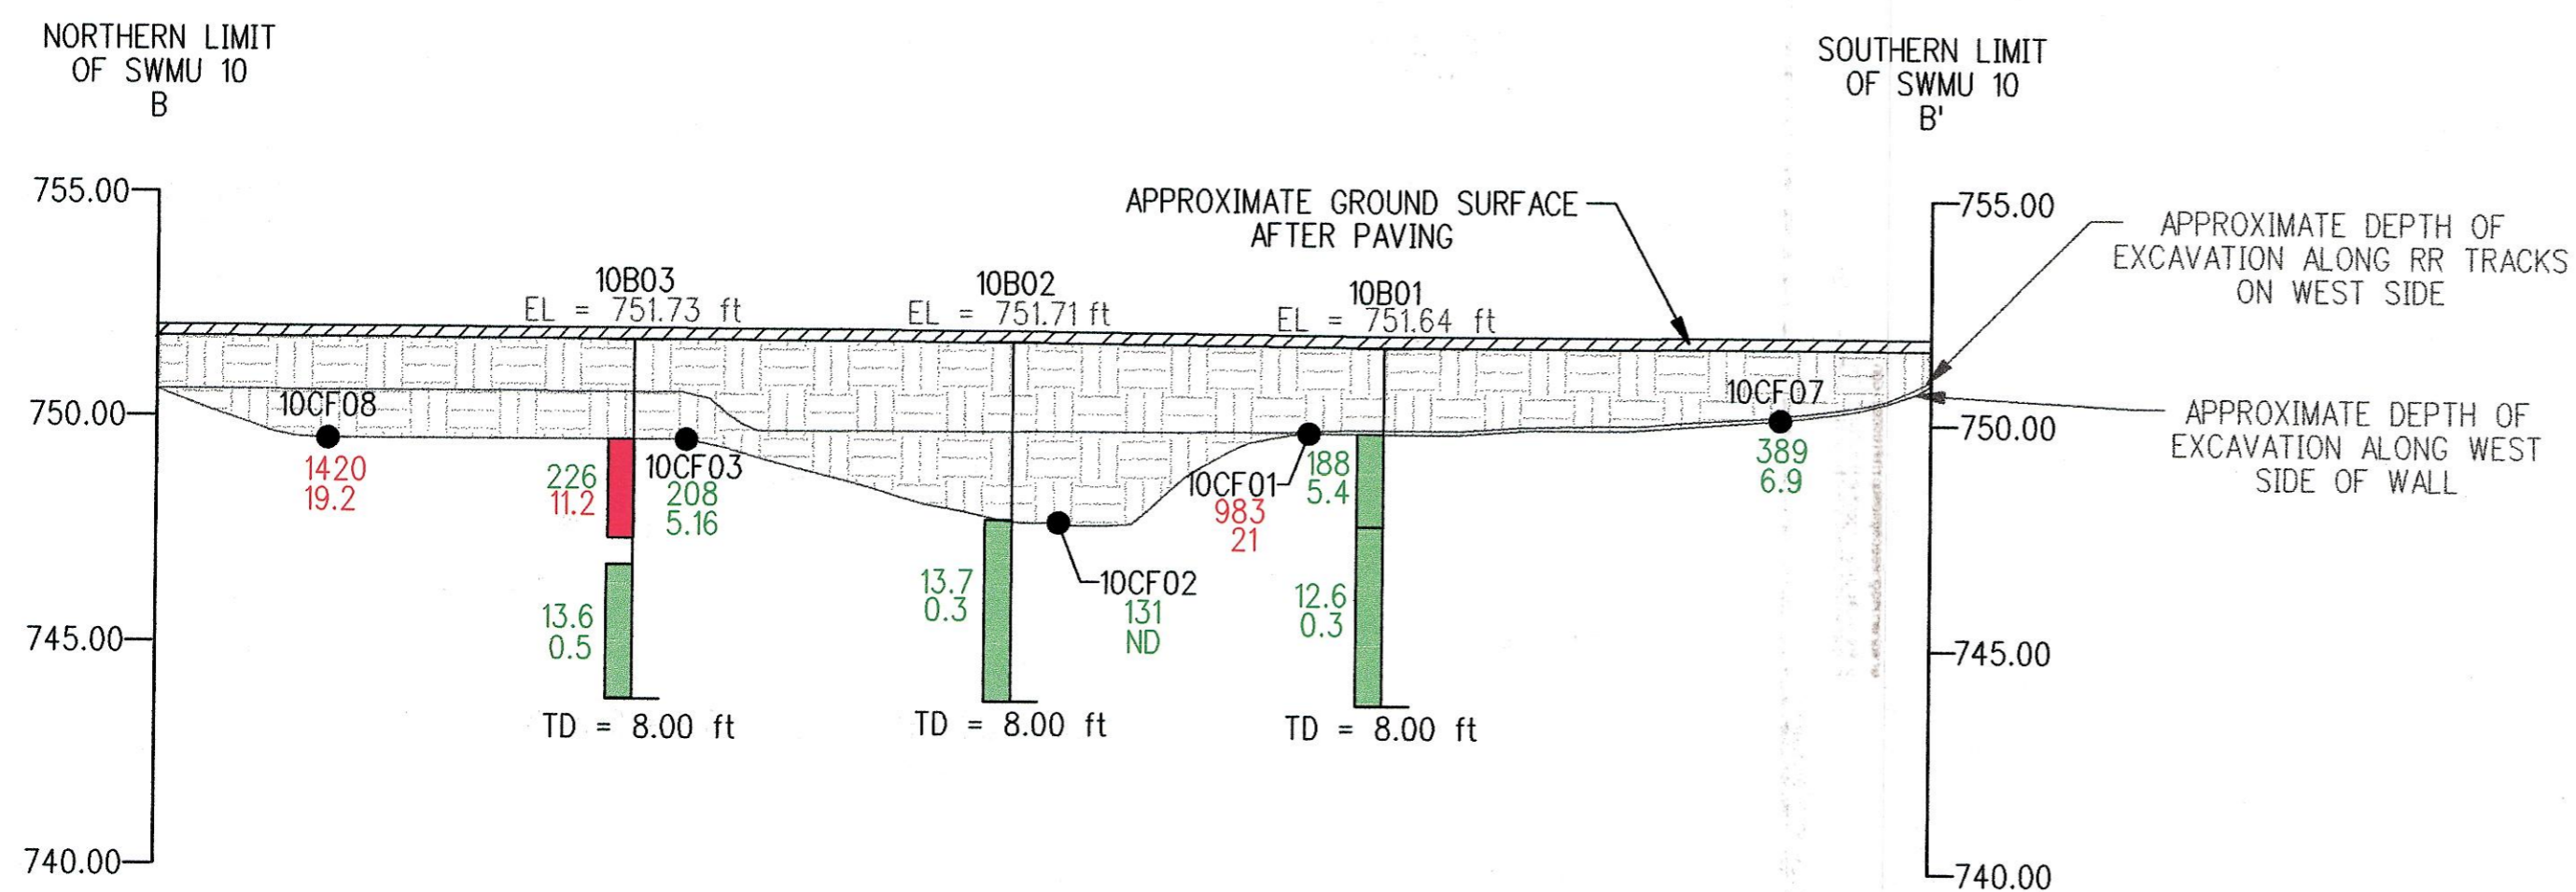 NORTHERN LIMIT
OF SWMU 10
B
SOUTHERN LIMIT
OF SWMU 10
B'
755.00
750.00
745.00
740.00
APPROXIMATE GROUND SURFACE
AFTER PAVING
755.00
750.00
745.00
740.00
APPROXIMATE DEPTH OF
EXCAVATION ALONG RR TRACKS
ON WEST SIDE
APPROXIMATE DEPTH OF
EXCAVATION ALONG WEST
SIDE OF WALL
10B03
EL = 751.73 ft
10B02
EL = 751.71 ft
10B01
EL = 751.64 ft
10CF08
1420
19.2
226
11.2
10CF03
208
5.16
13.6
0.5
TD = 8.00 ft
13.7
0.3
10CF02
131
ND
TD = 8.00 ft
10CF01
983
21
188
5.4
12.6
0.3
TD = 8.00 ft
10CF07
389
6.9